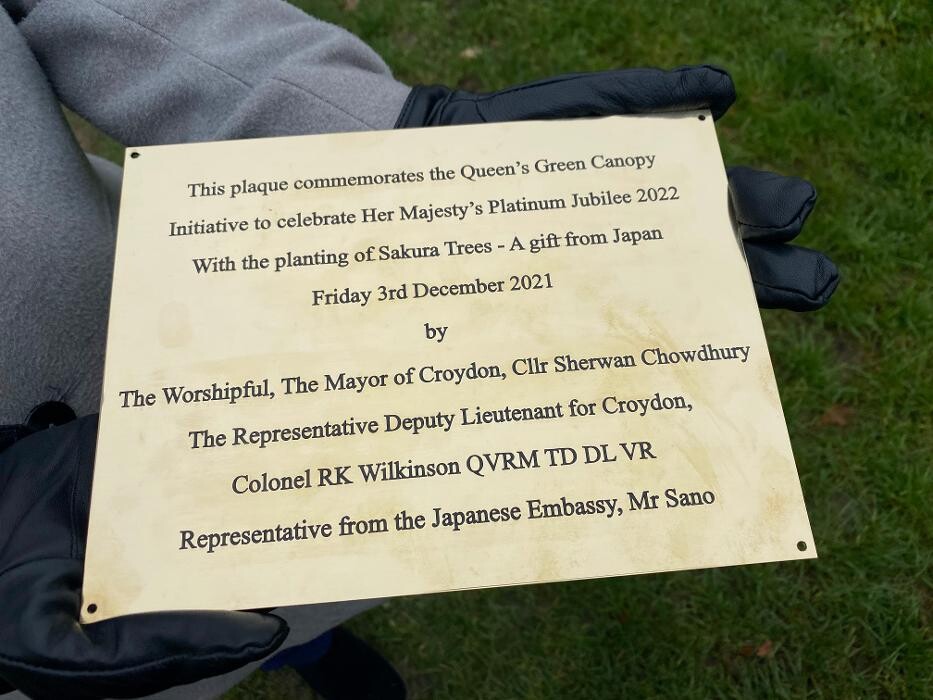 This plaque commemorates the Queen's Green Canopy
Initiative to celebrate Her Majesty's Platinum Jubilee 2022
With the planting of Sakura Trees - A gift from Japan
Friday 3rd December 2021
by
The Worshipful, The Mayor of Croydon, Cllr Sherwan Chowdhury
The Representative Deputy Lieutenant for Croydon,
Colonel RK Wilkinson QVRM TD DL VR
Representative from the Japanese Embassy, Mr Sano